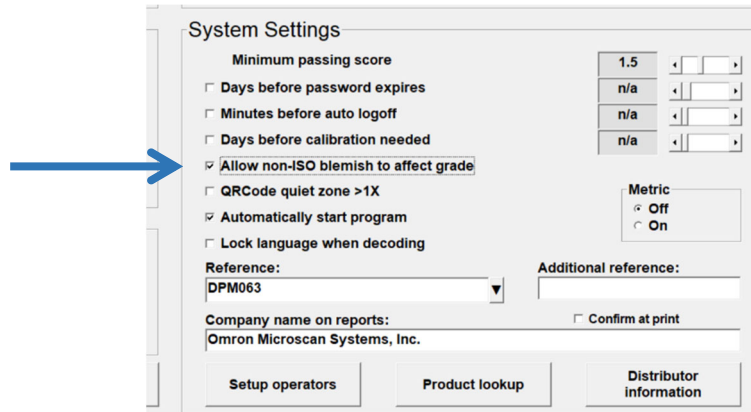 System Settings
Minimum passing score 1.5
Days before password expires n/a
Minutes before auto logoff n/a
Days before calibration needed n/a
Allow non-ISO blemish to affect grade
QRCode quiet zone >1X
Metric
Off
Automatically start program
On
Lock language when decoding
Reference: Additional reference:
DPM063
Company name on reports: Confirm at print
Omron Microscan Systems, Inc.
Setup operators Product lookup Distributor
information